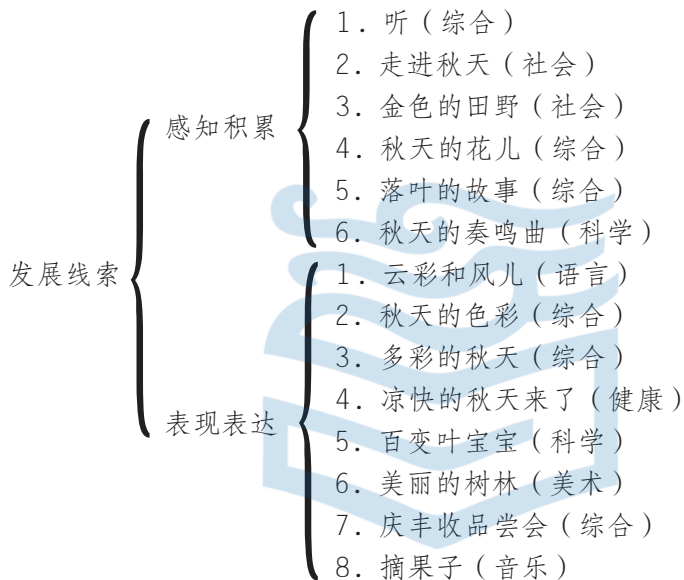 发展线索
感知积累
1. 听（综合）
2. 走进秋天（社会）
3. 金色的田野（社会）
4. 秋天的花儿（综合）
5. 落叶的故事（综合）
6. 秋天的奏鸣曲（科学）
表现表达
1. 云彩和风儿（语言）
2. 秋天的色彩（综合）
3. 多彩的秋天（综合）
4. 凉快的秋天来了（健康）
5. 百变叶宝宝（科学）
6. 美丽的树林（美术）
7. 庆丰收品尝会（综合）
8. 摘果子（音乐）